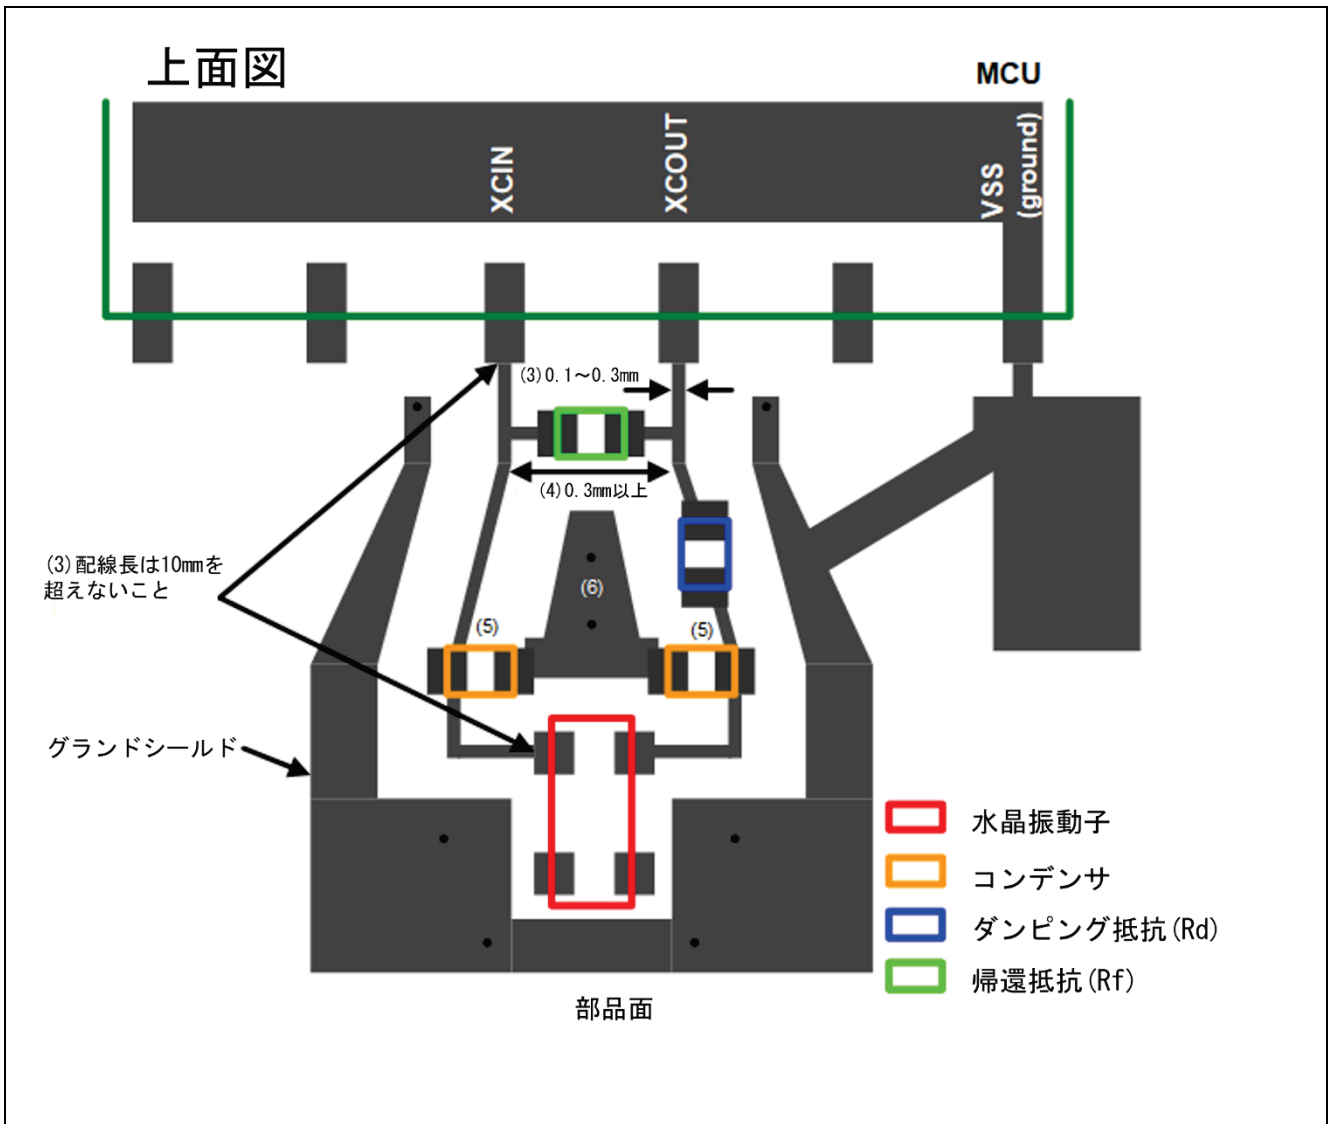 上面図
MCU
XCIN
XCOUT
VSS
(ground)
(3)0.1～0.3mm
(4)0.3mm以上
(3)配線長は10mmを
超えないこと
(6)
(5)
(5)
グランドシールド
水晶振動子
コンデンサ
ダンピング抵抗(Rd)
帰還抵抗(Rf)
部品面